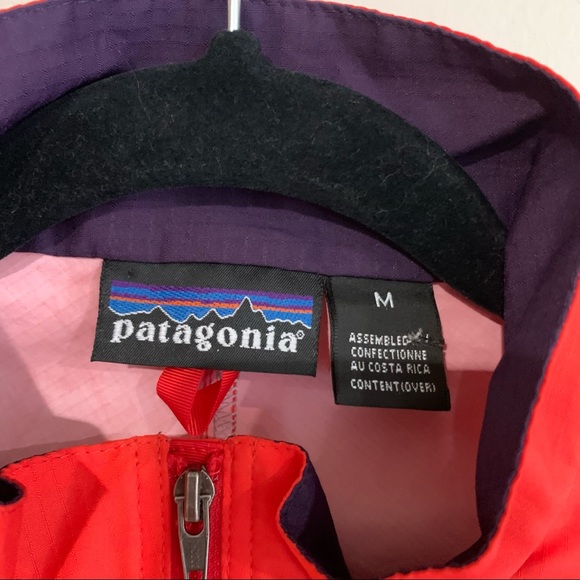 patagonia®
M
ASSEMBLED
CONFECTIONNE
AU COSTA RICA
CONTENT(OVER)